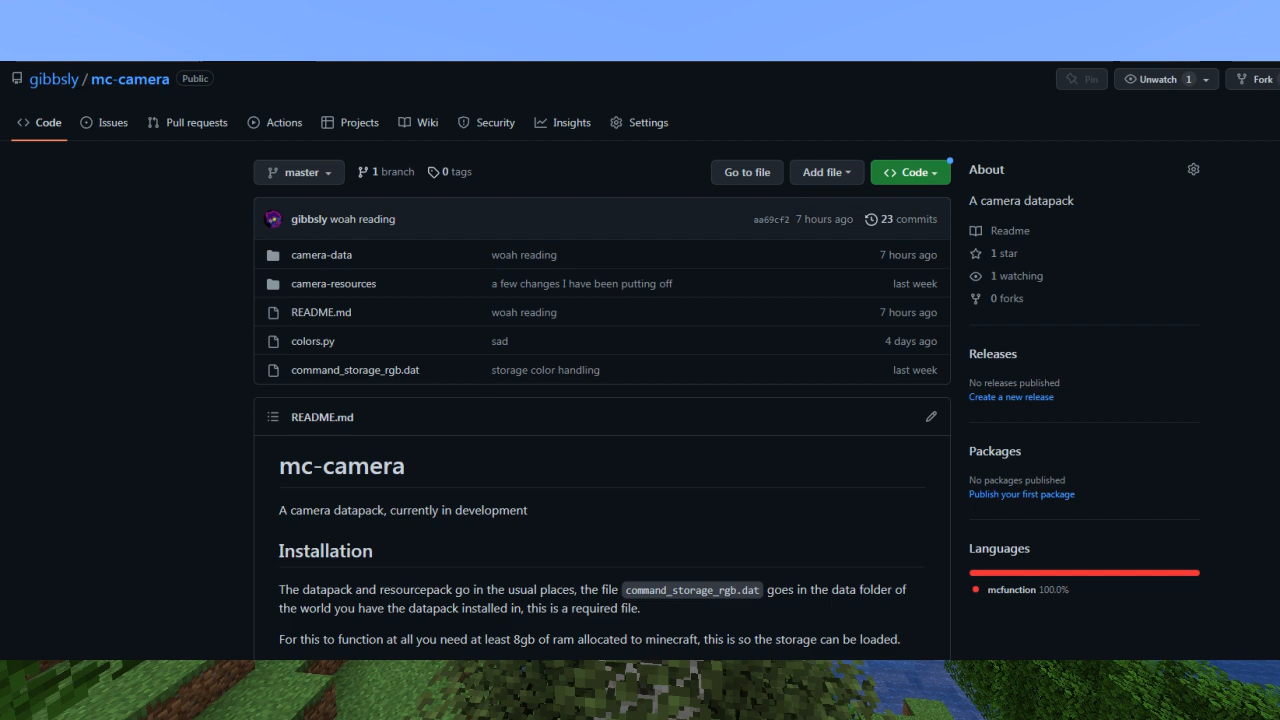 gibbsly / mc-camera Public
Pin Unwatch 1 Fork
Code Issues Pull requests Actions Projects Wiki Security Insights Settings
master 1 branch 0 tags Go to file Add file Code
gibbsly woah reading aa69cf2 7 hours ago 23 commits
camera-data woah reading 7 hours ago
camera-resources a few changes I have been putting off last week
README.md woah reading 7 hours ago
colors.py sad 4 days ago
command_storage_rgb.dat storage color handling last week
README.md
mc-camera
A camera datapack, currently in development
Installation
The datapack and resourcepack go in the usual places, the file command_storage_rgb.dat goes in the data folder of
the world you have the datapack installed in, this is a required file.
For this to function at all you need at least 8gb of ram allocated to minecraft, this is so the storage can be loaded.
About
A camera datapack
Readme
1 star
1 watching
0 forks
Releases
No releases published
Create a new release
Packages
No packages published
Publish your first package
Languages
mcfunction 100.0%